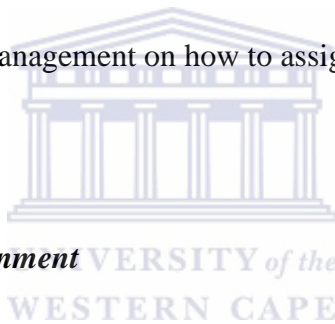 anagement on how to assig
nment
UNIVERSITY of the
WESTERN CAPE